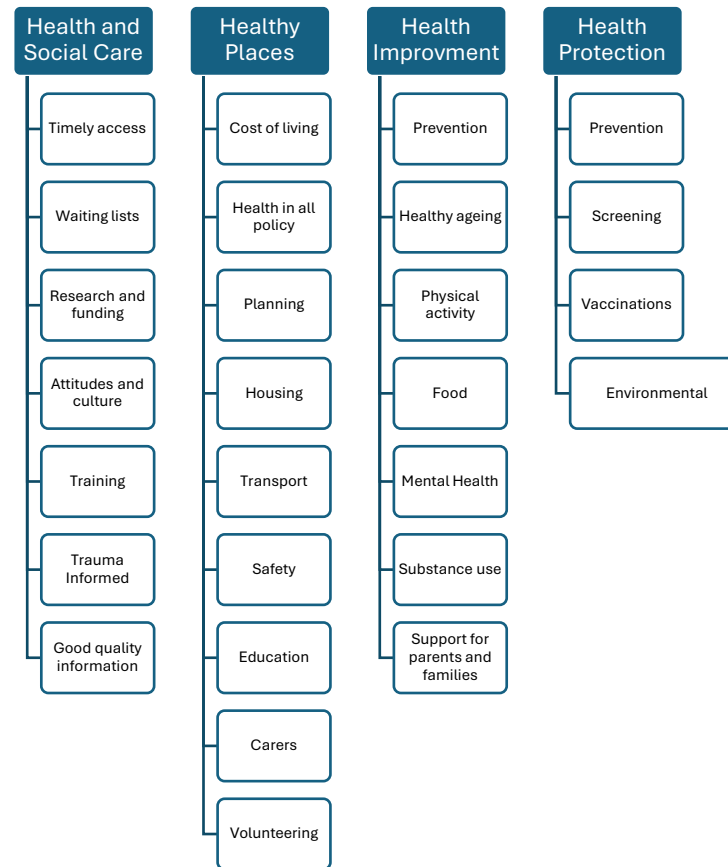 Health and
Social Care
Timely access
Waiting lists
Research and
funding
Attitudes and
culture
Training
Trauma
Informed
Good quality
information
Healthy
Places
Cost of living
Health in all
policy
Planning
Housing
Transport
Safety
Education
Carers
Volunteering
Health
Improvment
Prevention
Healthy ageing
Physical
activity
Food
Mental Health
Substance use
Support for
parents and
families
Health
Protection
Prevention
Screening
Vaccinations
Environmental